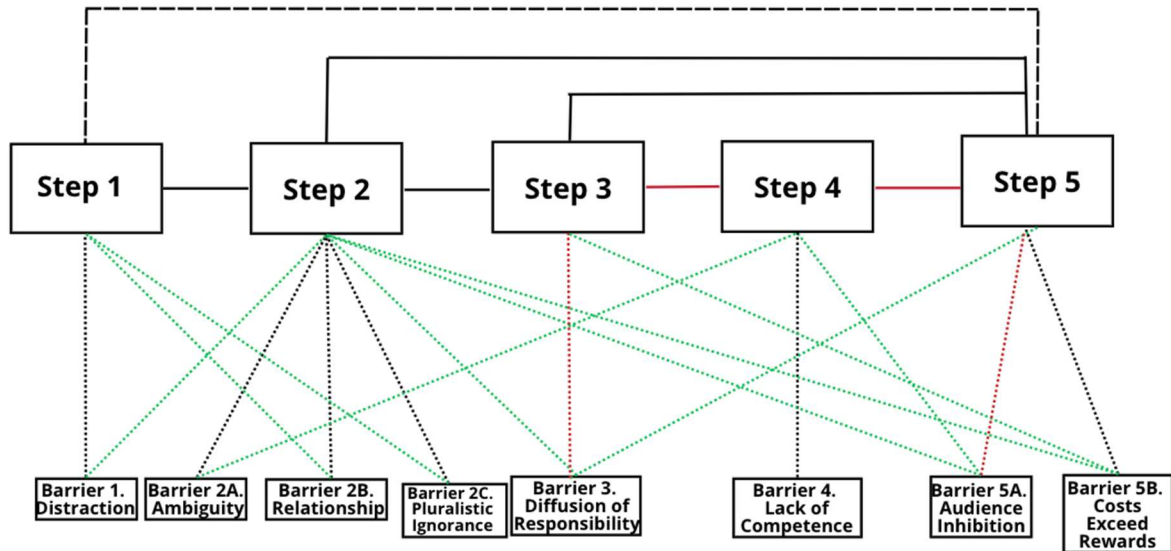 Step 1
Step 2
Step 3
Step 4
Step 5
Barrier 1.
Distraction
Barrier 2A.
Ambiguity
Barrier 2B.
Relationship
Barrier 2C.
Pluralistic
Ignorance
Barrier 3.
Diffusion of
Responsibility
Barrier 4.
Lack of
Competence
Barrier 5A.
Audience
Inhibition
Barrier 5B.
Costs
Exceed
Rewards